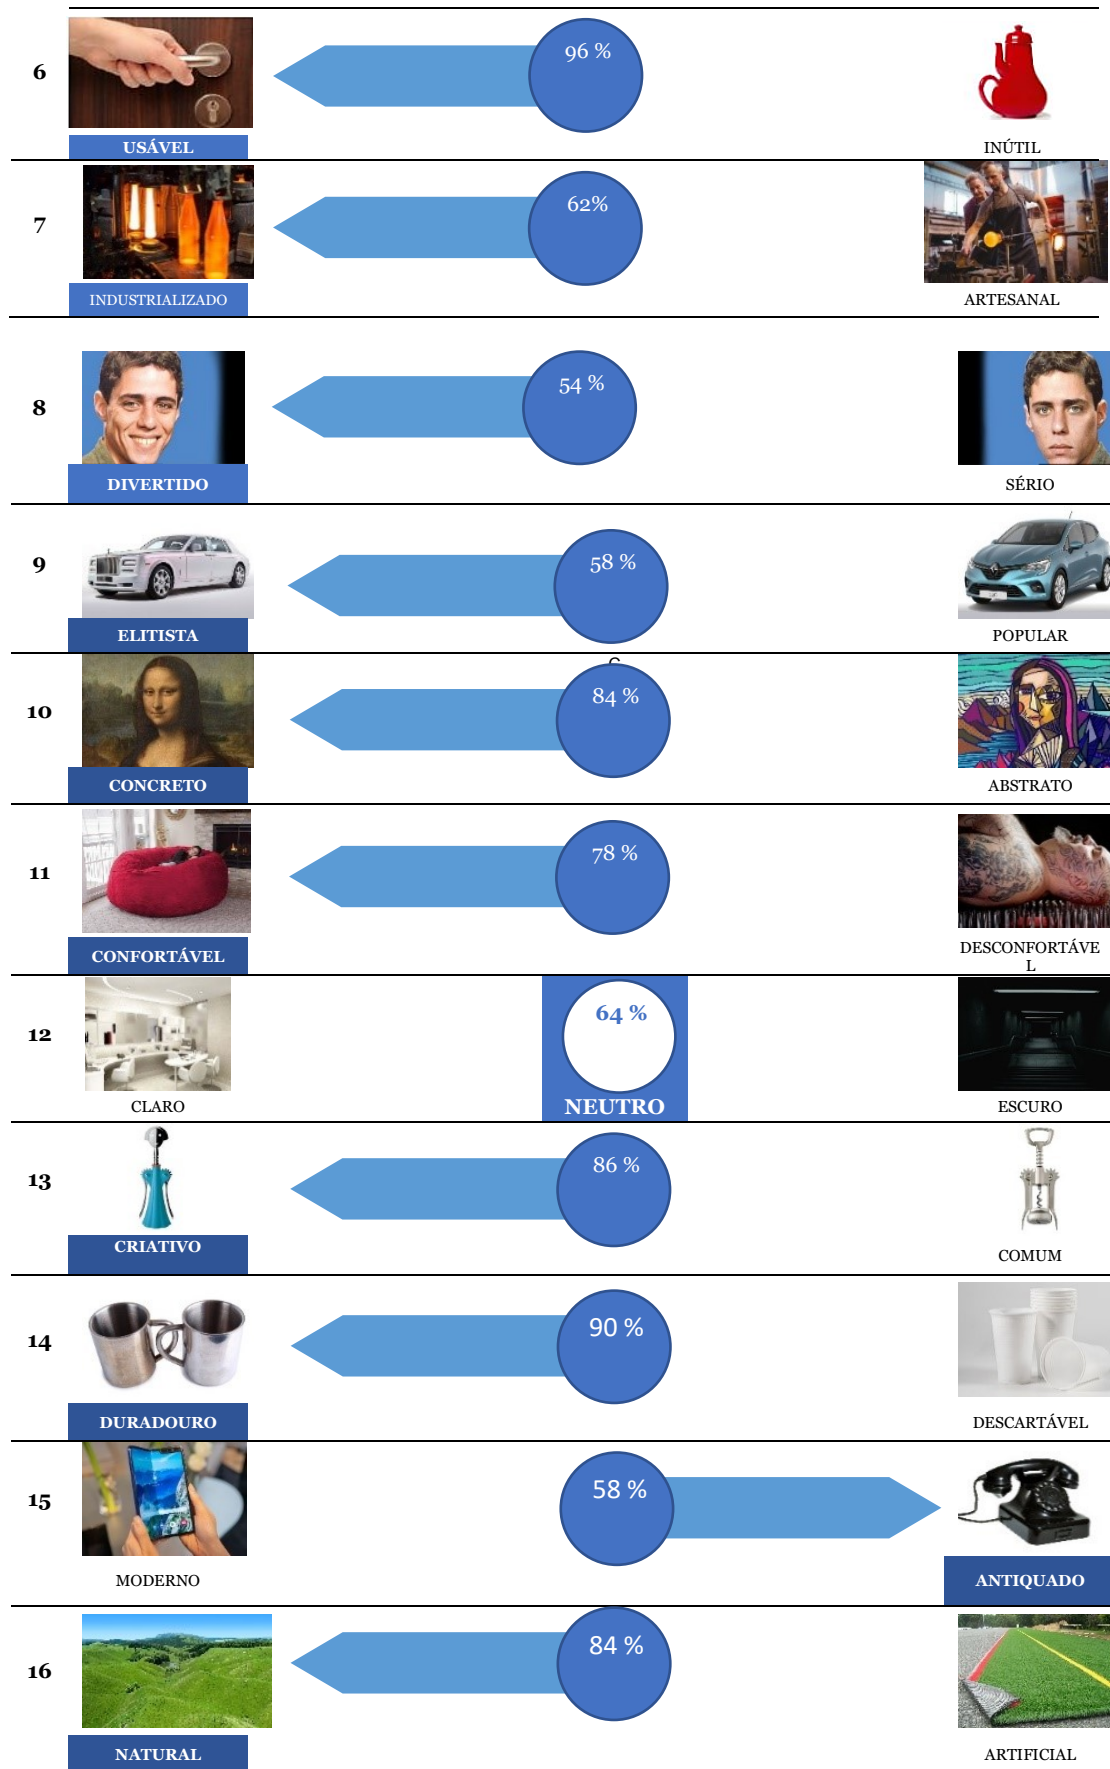 6
96 %
USÁVEL
INÚTIL
7
62%
INDUSTRIALIZADO
ARTESANAL
8
54 %
DIVERTIDO
SÉRIO
9
58 %
ELITISTA
POPULAR
10
84 %
CONCRETO
ABSTRATO
11
78 %
CONFORTÁVEL
DESCONFORTÁVE
L
12
64 %
NEUTRO
CLARO
ESCURO
13
86 %
CRIATIVO
COMUM
14
90 %
DURADOURO
DESCARTÁVEL
15
58 %
MODERNO
ANTIQUADO
16
84 %
NATURAL
ARTIFICIAL